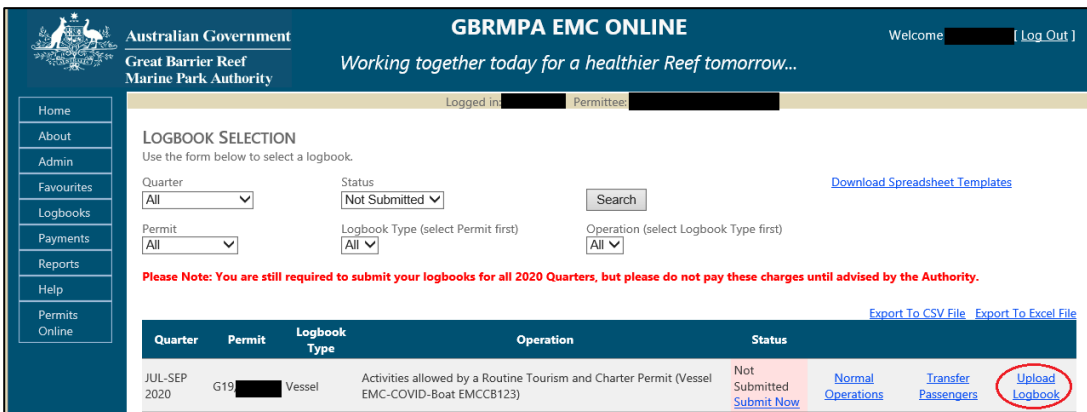 Australian Government
Great Barrier Reef
Marine Park Authority
GBRMPA EMC ONLINE
Working together today for a healthier Reef tomorrow...
Welcome [ Log Out ]
Logged in: Permittee:
Home
About
Admin
Favourites
Logbooks
Payments
Reports
Help
Permits
Online
LOGBOOK SELECTION
Use the form below to select a logbook.
Quarter Status
All Not Submitted Search
Download Spreadsheet Templates
Permit Logbook Type (select Permit first) Operation (select Logbook Type first)
All All All
Please Note: You are still required to submit your logbooks for all 2020 Quarters, but please do not pay these charges until advised by the Authority.
Export To CSV File Export To Excel File
Quarter Permit Logbook Type Operation Status
JUL-SEP 2020 G19 Vessel Activities allowed by a Routine Tourism and Charter Permit (Vessel EMC-COVID-Boat EMCCB123) Not Submitted Submit Now Normal Operations Transfer Passengers Upload Logbook